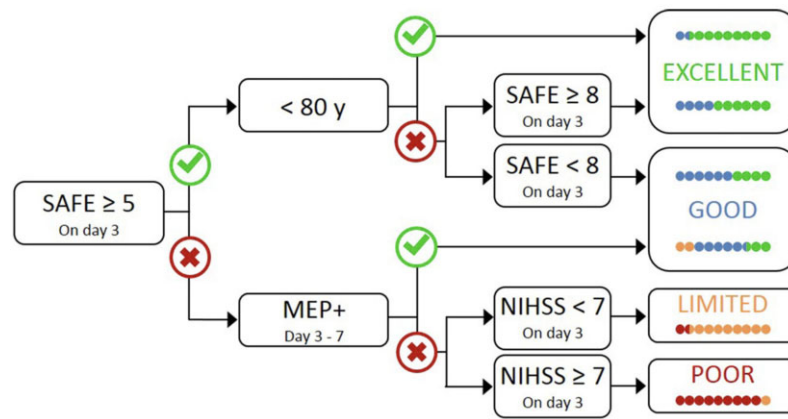 SAFE ≥ 5
On day 3
< 80 y
SAFE ≥ 8
On day 3
SAFE < 8
On day 3
EXCELLENT
GOOD
MEP+
Day 3 - 7
NIHSS < 7
On day 3
NIHSS ≥ 7
On day 3
LIMITED
POOR